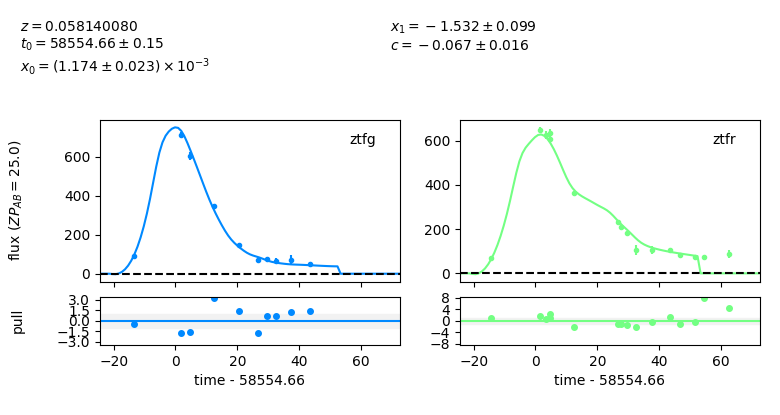 z = 0.058140080
t₀ = 58554.66 ± 0.15
x₀ = (1.174 ± 0.023) × 10⁻³
x₁ = −1.532 ± 0.099
c = −0.067 ± 0.016
flux (ZP_AB = 25.0)
ztfg
600
400
200
0
ztfr
600
400
200
0
pull
3.0
1.5
0.0
−1.5
−3.0
−20 0 20 40 60
time - 58554.66
8
4
0
−4
−8
−20 0 20 40 60
time - 58554.66